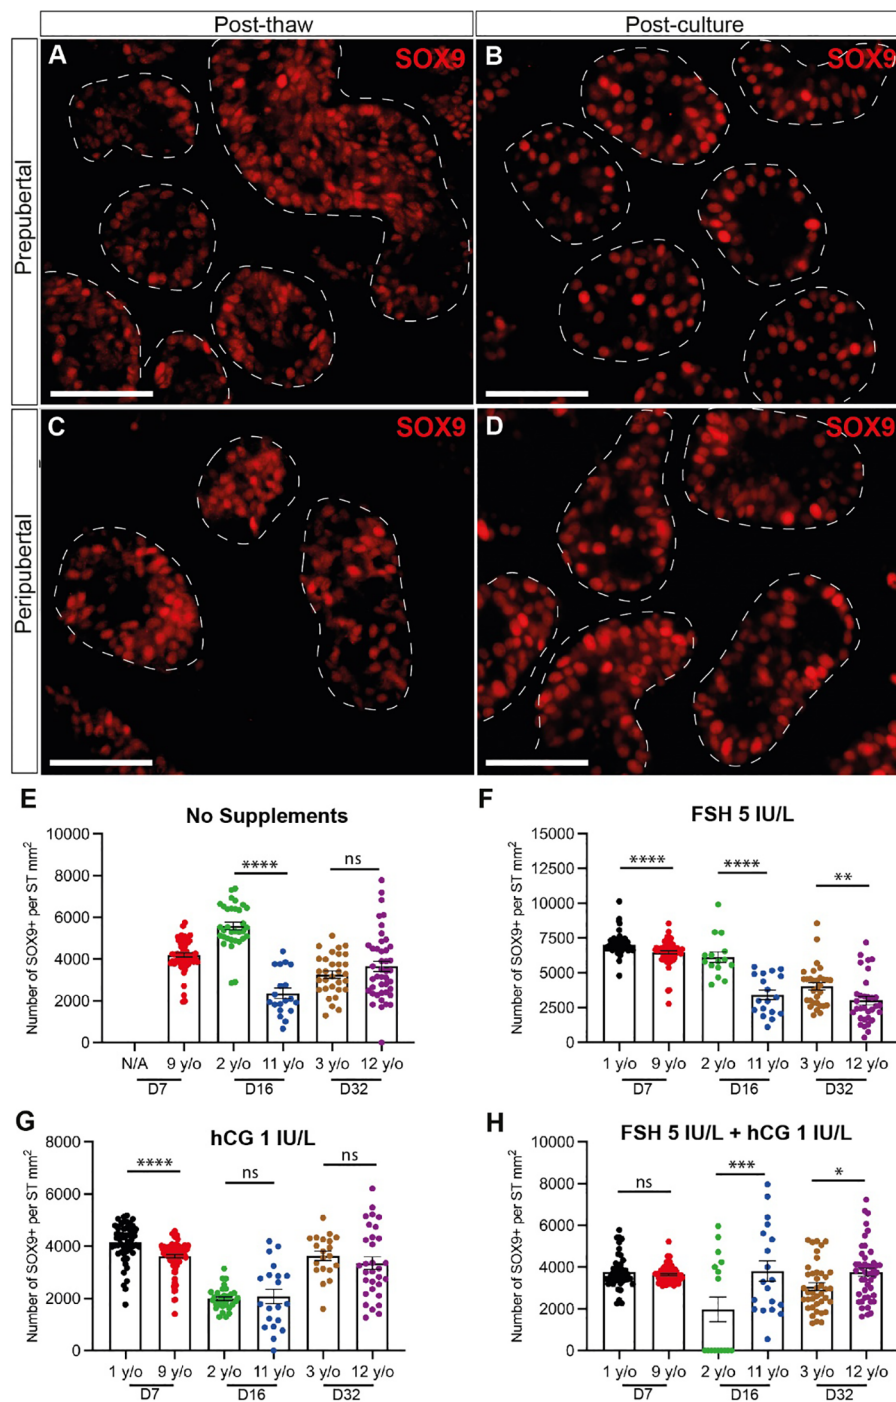 Post-thaw Post-culture
Prepubertal
A SOX9 B SOX9
Peripubertal
C SOX9 D SOX9
E No Supplements
Number of SOX9+ per ST mm2
10000
8000
6000
4000
2000
0
**** ns
N/A 9 y/o 2 y/o 11 y/o 3 y/o 12 y/o
D7 D16 D32
F FSH 5 IU/L
Number of SOX9+ per ST mm2
15000
12500
10000
7500
5000
2500
0
**** **** **
1 y/o 9 y/o 2 y/o 11 y/o 3 y/o 12 y/o
D7 D16 D32
G hCG 1 IU/L
Number of SOX9+ per ST mm2
8000
6000
4000
2000
0
**** ns ns
1 y/o 9 y/o 2 y/o 11 y/o 3 y/o 12 y/o
D7 D16 D32
H FSH 5 IU/L + hCG 1 IU/L
Number of SOX9+ per ST mm2
10000
8000
6000
4000
2000
0
ns *** *
1 y/o 9 y/o 2 y/o 11 y/o 3 y/o 12 y/o
D7 D16 D32